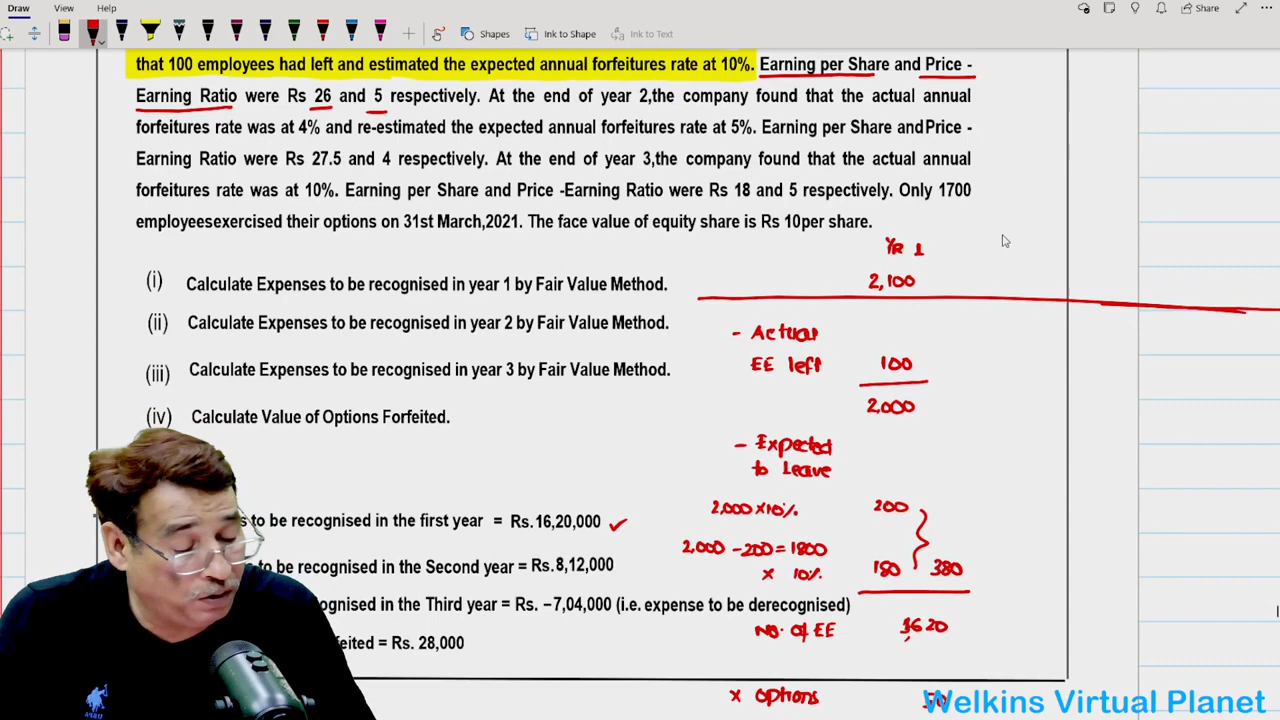 Draw View Share
Shapes Ink to Shape Ink to Text
that 100 employees had left and estimated the expected annual forfeitures rate at 10%. Earning per Share and Price -
Earning Ratio were Rs 26 and 5 respectively. At the end of year 2,the company found that the actual annual
forfeitures rate was at 4% and re-estimated the expected annual forfeitures rate at 5%. Earning per Share andPrice -
Earning Ratio were Rs 27.5 and 4 respectively. At the end of year 3,the company found that the actual annual
forfeitures rate was at 10%. Earning per Share and Price -Earning Ratio were Rs 18 and 5 respectively. Only 1700
employeesexercised their options on 31st March,2021. The face value of equity share is Rs 10per share.
YR 1
2,100
(i) Calculate Expenses to be recognised in year 1 by Fair Value Method.
(ii) Calculate Expenses to be recognised in year 2 by Fair Value Method.
- Actual
EE left 100
(iii) Calculate Expenses to be recognised in year 3 by Fair Value Method.
2,000
(iv) Calculate Value of Options Forfeited.
- Expected
to Leave
2,000 x 10% 200
s to be recognised in the first year = Rs.16,20,000 ✓
2,000 - 200 = 1800
x 10% 180 380
to be recognised in the Second year = Rs.8,12,000
gnised in the Third year = Rs. -7,04,000 (i.e. expense to be derecognised)
No. of EE 1620
feited = Rs. 28,000
x options 50
Welkins Virtual Planet